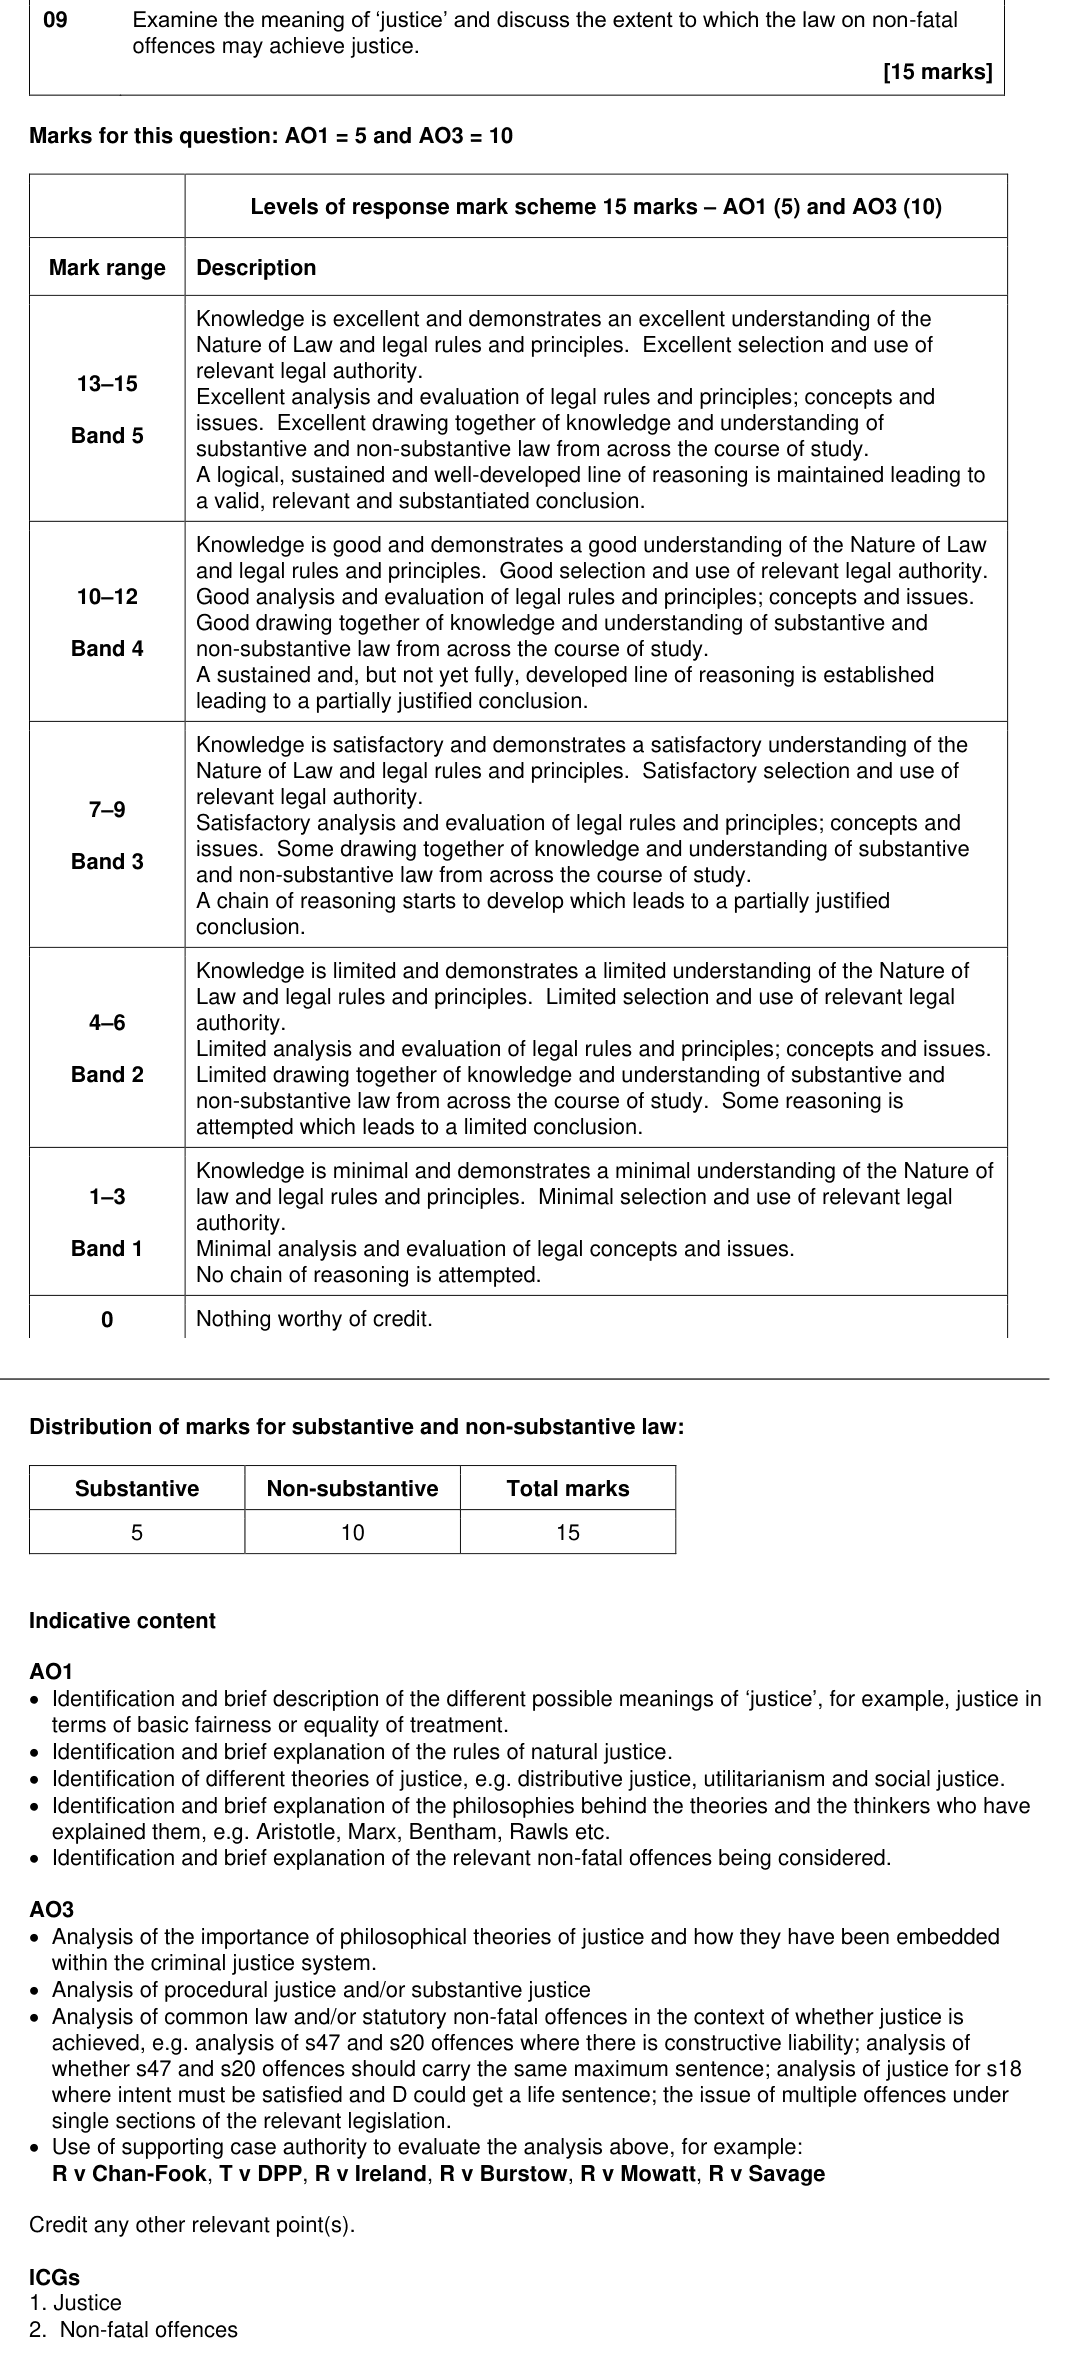 09 Examine the meaning of ‘justice’ and discuss the extent to which the law on non-fatal
offences may achieve justice.
[15 marks]
Marks for this question: AO1 = 5 and AO3 = 10
Levels of response mark scheme 15 marks – AO1 (5) and AO3 (10)
Mark range Description
13–15
Band 5
Knowledge is excellent and demonstrates an excellent understanding of the
Nature of Law and legal rules and principles.  Excellent selection and use of
relevant legal authority.
Excellent analysis and evaluation of legal rules and principles; concepts and
issues.  Excellent drawing together of knowledge and understanding of
substantive and non-substantive law from across the course of study.
A logical, sustained and well-developed line of reasoning is maintained leading to
a valid, relevant and substantiated conclusion.
10–12
Band 4
Knowledge is good and demonstrates a good understanding of the Nature of Law
and legal rules and principles.  Good selection and use of relevant legal authority.
Good analysis and evaluation of legal rules and principles; concepts and issues.
Good drawing together of knowledge and understanding of substantive and
non-substantive law from across the course of study.
A sustained and, but not yet fully, developed line of reasoning is established
leading to a partially justified conclusion.
7–9
Band 3
Knowledge is satisfactory and demonstrates a satisfactory understanding of the
Nature of Law and legal rules and principles.  Satisfactory selection and use of
relevant legal authority.
Satisfactory analysis and evaluation of legal rules and principles; concepts and
issues.  Some drawing together of knowledge and understanding of substantive
and non-substantive law from across the course of study.
A chain of reasoning starts to develop which leads to a partially justified
conclusion.
4–6
Band 2
Knowledge is limited and demonstrates a limited understanding of the Nature of
Law and legal rules and principles.  Limited selection and use of relevant legal
authority.
Limited analysis and evaluation of legal rules and principles; concepts and issues.
Limited drawing together of knowledge and understanding of substantive and
non-substantive law from across the course of study.  Some reasoning is
attempted which leads to a limited conclusion.
1–3
Band 1
Knowledge is minimal and demonstrates a minimal understanding of the Nature of
law and legal rules and principles.  Minimal selection and use of relevant legal
authority.
Minimal analysis and evaluation of legal concepts and issues.
No chain of reasoning is attempted.
0 Nothing worthy of credit.
Distribution of marks for substantive and non-substantive law:
Substantive Non-substantive Total marks
5 10 15
Indicative content
AO1
• Identification and brief description of the different possible meanings of ‘justice’, for example, justice in
terms of basic fairness or equality of treatment.
• Identification and brief explanation of the rules of natural justice.
• Identification of different theories of justice, e.g. distributive justice, utilitarianism and social justice.
• Identification and brief explanation of the philosophies behind the theories and the thinkers who have
explained them, e.g. Aristotle, Marx, Bentham, Rawls etc.
• Identification and brief explanation of the relevant non-fatal offences being considered.
AO3
• Analysis of the importance of philosophical theories of justice and how they have been embedded
within the criminal justice system.
• Analysis of procedural justice and/or substantive justice
• Analysis of common law and/or statutory non-fatal offences in the context of whether justice is
achieved, e.g. analysis of s47 and s20 offences where there is constructive liability; analysis of
whether s47 and s20 offences should carry the same maximum sentence; analysis of justice for s18
where intent must be satisfied and D could get a life sentence; the issue of multiple offences under
single sections of the relevant legislation.
• Use of supporting case authority to evaluate the analysis above, for example:
R v Chan-Fook, T v DPP, R v Ireland, R v Burstow, R v Mowatt, R v Savage
Credit any other relevant point(s).
ICGs
1. Justice
2.  Non-fatal offences